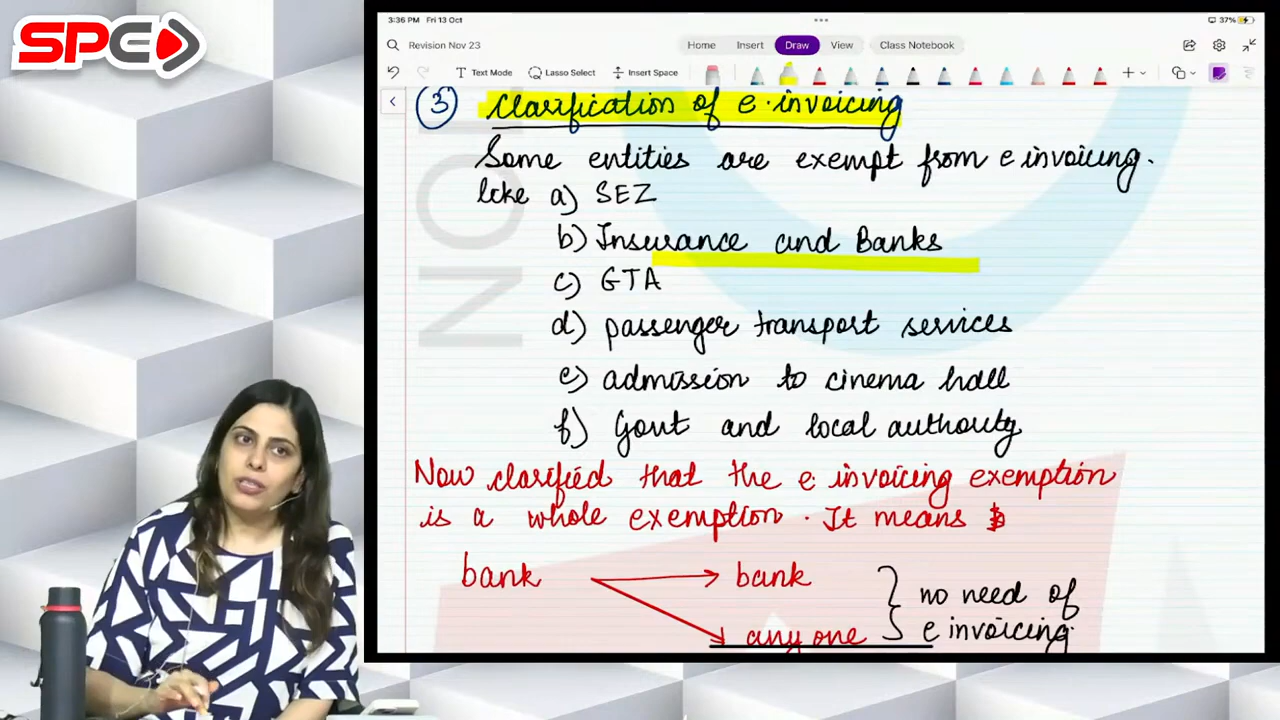 SPE
3:36 PM Fri 13 Oct
37%
Revision Nov 23
Home Insert Draw View Class Notebook
Text Mode Lasso Select Insert Space
③ Clarification of e-invoicing
Some entities are exempt from e invoicing.
like a) SEZ
b) Insurance and Banks
c) GTA
d) passenger transport services
e) admission to cinema hall
f) Govt and local authority
Now clarified that the e invoicing exemption
is a whole exemption. It means
bank → bank } no need of
any one e invoicing.
NOT